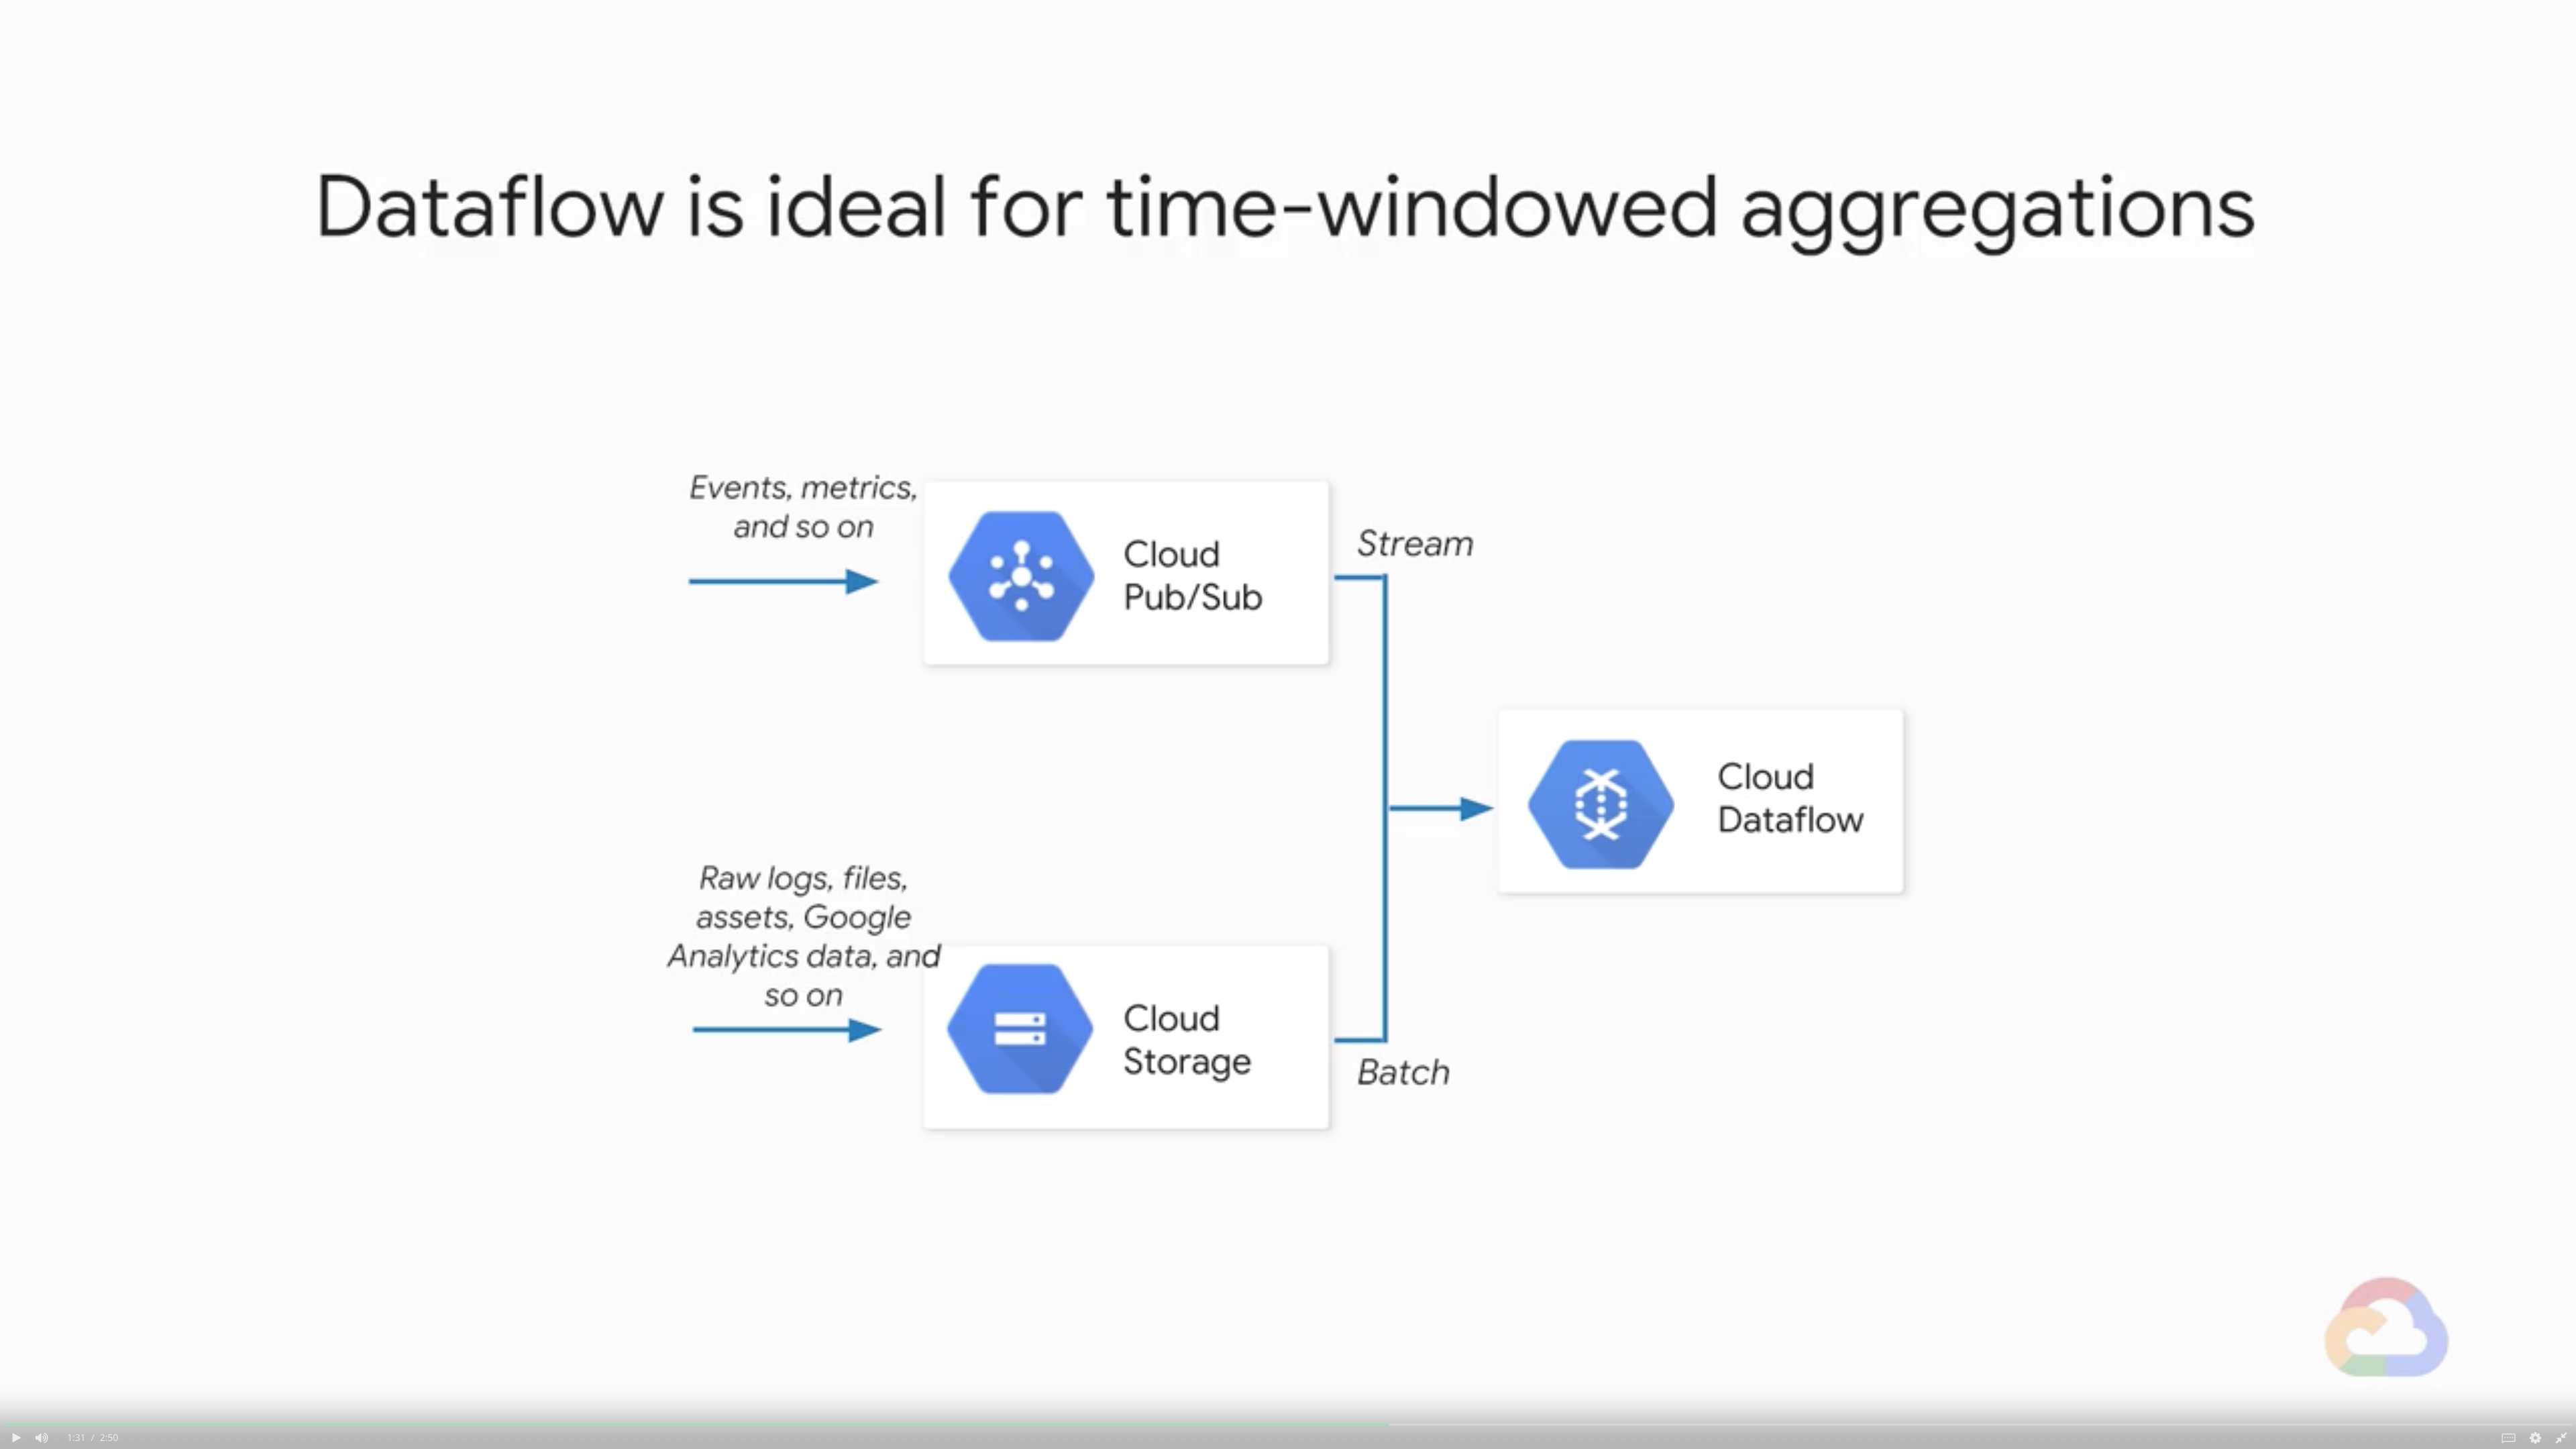 Dataflow is ideal for time-windowed aggregations
Events, metrics,
and so on
Cloud
Pub/Sub
Stream
Cloud
Dataflow
Raw logs, files,
assets, Google
Analytics data, and
so on
Cloud
Storage
Batch
1:31 / 2:50